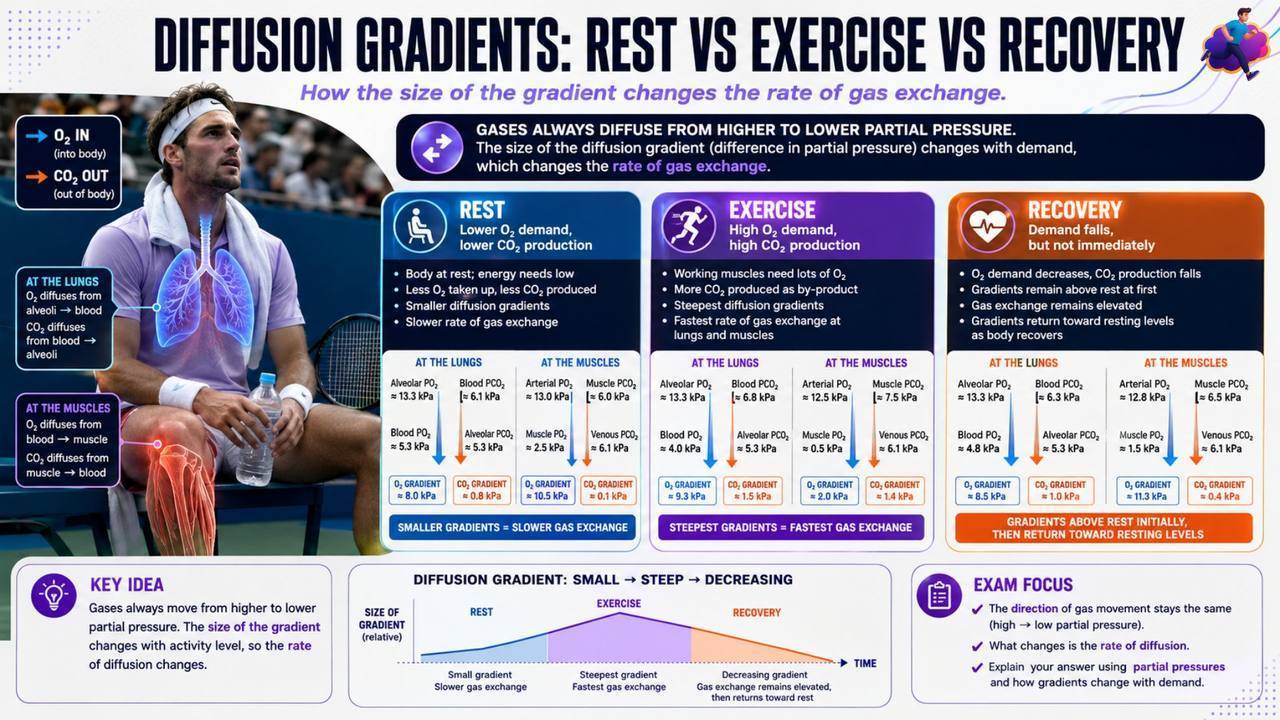 DIFFUSION GRADIENTS: REST VS EXERCISE VS RECOVERY
How the size of the gradient changes the rate of gas exchange.
O₂ IN
(into body)
CO₂ OUT
(out of body)
AT THE LUNGS
O₂ diffuses from
alveoli → blood
CO₂ diffuses
from blood →
alveoli
AT THE MUSCLES
O₂ diffuses from
blood → muscle
CO₂ diffuses from
muscle → blood
GASES ALWAYS DIFFUSE FROM HIGHER TO LOWER PARTIAL PRESSURE.
The size of the diffusion gradient (difference in partial pressure) changes with demand,
which changes the rate of gas exchange.
REST
Lower O₂ demand,
lower CO₂ production
• Body at rest; energy needs low
• Less O₂ taken up, less CO₂ produced
• Smaller diffusion gradients
• Slower rate of gas exchange
AT THE LUNGS
Alveolar PO₂
≈ 13.3 kPa
Blood PCO₂
≈ 6.1 kPa
Blood PO₂
≈ 5.3 kPa
Alveolar PCO₂
≈ 5.3 kPa
O₂ GRADIENT
≈ 8.0 kPa
CO₂ GRADIENT
≈ 0.8 kPa
AT THE MUSCLES
Arterial PO₂
≈ 13.0 kPa
Muscle PCO₂
≈ 6.0 kPa
Muscle PO₂
≈ 2.5 kPa
Venous PCO₂
≈ 6.1 kPa
O₂ GRADIENT
≈ 10.5 kPa
CO₂ GRADIENT
≈ 0.1 kPa
SMALLER GRADIENTS = SLOWER GAS EXCHANGE
EXERCISE
High O₂ demand,
high CO₂ production
• Working muscles need lots of O₂
• More CO₂ produced as by-product
• Steepest diffusion gradients
• Fastest rate of gas exchange at
lungs and muscles
AT THE LUNGS
Alveolar PO₂
≈ 13.3 kPa
Blood PCO₂
≈ 6.8 kPa
Blood PO₂
≈ 4.0 kPa
Alveolar PCO₂
≈ 5.3 kPa
O₂ GRADIENT
≈ 9.3 kPa
CO₂ GRADIENT
≈ 1.5 kPa
AT THE MUSCLES
Arterial PO₂
≈ 12.5 kPa
Muscle PCO₂
≈ 7.5 kPa
Muscle PO₂
≈ 0.5 kPa
Venous PCO₂
≈ 6.1 kPa
O₂ GRADIENT
≈ 2.0 kPa
CO₂ GRADIENT
≈ 1.4 kPa
STEEPEST GRADIENTS = FASTEST GAS EXCHANGE
RECOVERY
Demand falls,
but not immediately
• O₂ demand decreases, CO₂ production falls
• Gradients remain above rest at first
• Gas exchange remains elevated
• Gradients return toward resting levels
as body recovers
AT THE LUNGS
Alveolar PO₂
≈ 13.3 kPa
Blood PCO₂
≈ 6.3 kPa
Blood PO₂
≈ 4.8 kPa
Alveolar PCO₂
≈ 5.3 kPa
O₂ GRADIENT
≈ 8.5 kPa
CO₂ GRADIENT
≈ 1.0 kPa
AT THE MUSCLES
Arterial PO₂
≈ 12.8 kPa
Muscle PCO₂
≈ 6.5 kPa
Muscle PO₂
≈ 1.5 kPa
Venous PCO₂
≈ 6.1 kPa
O₂ GRADIENT
≈ 11.3 kPa
CO₂ GRADIENT
≈ 0.4 kPa
GRADIENTS ABOVE REST INITIALLY,
THEN RETURN TOWARD RESTING LEVELS
KEY IDEA
Gases always move from higher to lower
partial pressure. The size of the gradient
changes with activity level, so the rate
of diffusion changes.
DIFFUSION GRADIENT: SMALL → STEEP → DECREASING
SIZE OF
GRADIENT
(relative)
REST
EXERCISE
RECOVERY
TIME
Small gradient
Slower gas exchange
Steepest gradient
Fastest gas exchange
Decreasing gradient
Gas exchange remains elevated,
then returns toward rest
EXAM FOCUS
✓ The direction of gas movement stays the same
(high → low partial pressure).
✓ What changes is the rate of diffusion.
✓ Explain your answer using partial pressures
and how gradients change with demand.